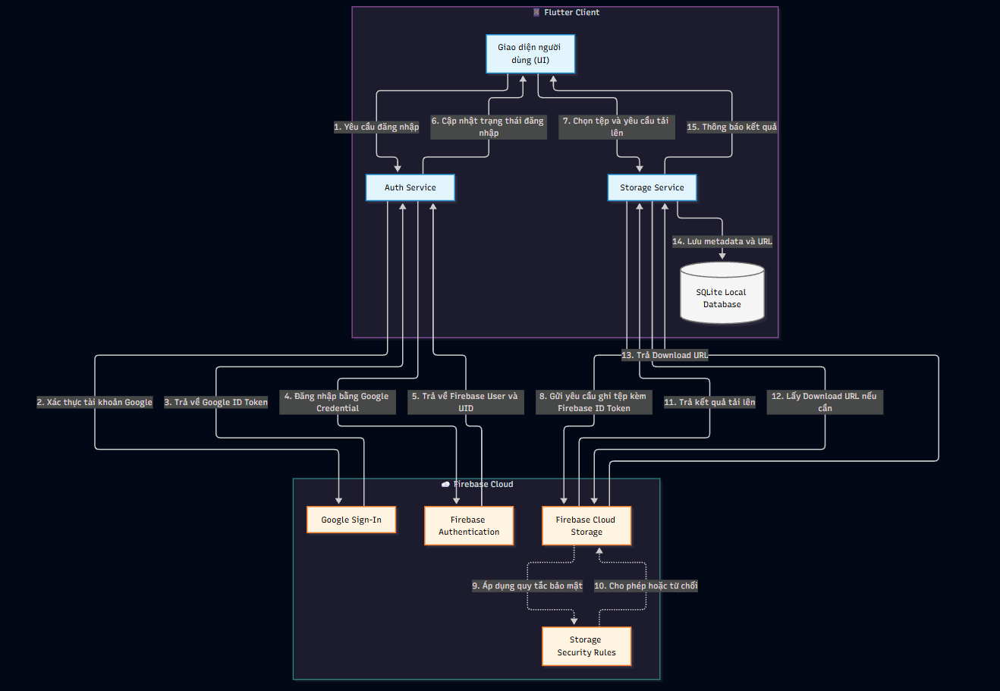 Flutter Client
Giao diện người
dùng (UI)
1. Yêu cầu đăng nhập
6. Cập nhật trạng thái đăng
nhập
7. Chọn tệp và yêu cầu tải
lên
15. Thông báo kết quả
Auth Service
Storage Service
14. Lưu metadata và URL
SQLite Local
Database
13. Trả Download URL
2. Xác thực tài khoản Google
3. Trả về Google ID Token
4. Đăng nhập bằng Google
Credential
5. Trả về Firebase User và
UID
8. Gửi yêu cầu ghi tệp kèm
Firebase ID Token
11. Trả kết quả tải lên
12. Lấy Download URL nếu
cần
Firebase Cloud
Google Sign-In
Firebase
Authentication
Firebase Cloud
Storage
9. Áp dụng quy tắc bảo mật
10. Cho phép hoặc từ chối
Storage
Security Rules